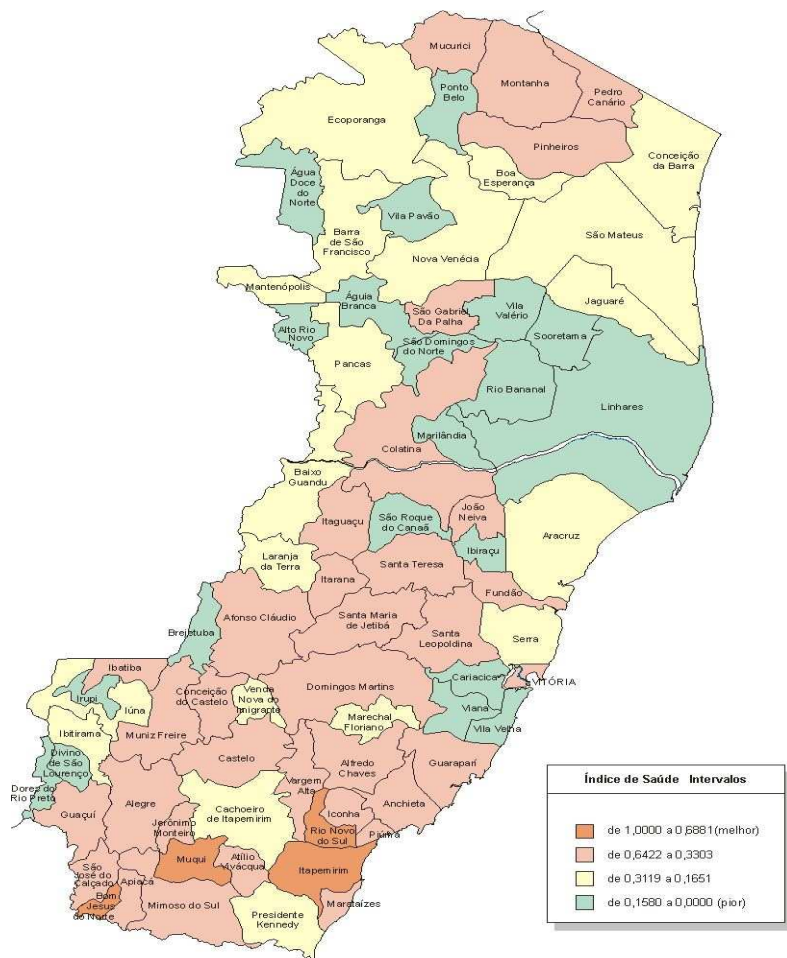 Mucurici
Montanha
Ponto
Belo
Pedro
Canário
Ecoporanga
Pinheiros
Conceição
da Barra
Boa
Esperança
Água
Doce
do
Norte
Vila Pavão
Barra
de São
Francisco
São Mateus
Nova Venécia
Mantenópolis
Jaguaré
Águia
Branca
São Gabriel
Da Palha
Vila
Valério
Alto Rio
Novo
Sooretama
São Domingos
do Norte
Pancas
Rio Bananal
Linhares
Marilândia
Colatina
Baixo
Guandu
João
Neiva
São Roque
do Canaã
Itaguaçu
Aracruz
Ibiraçu
Laranja
da Terra
Santa Teresa
Itarana
Fundão
Afonso Cláudio
Santa Maria
de Jetibá
Brejetuba
Santa
Leopoldina
Serra
Ibatiba
Cariacica
VITÓRIA
Conceição
do Castelo
Venda
Nova do
Imigrante
Domingos Martins
Irupi
Iúna
Viana
Marechal
Floriano
Vila Velha
Ibitirama
Muniz Freire
Divino
de São
Lourenço
Castelo
Alfredo
Chaves
Guarapari
Vargem
Alta
Dores do
Rio Preto
Guaçuí
Alegre
Anchieta
Cachoeiro
de Itapemirim
Iconha
Jerônimo
Monteiro
Rio Novo
do Sul
Piúma
Muqui
Atílio
Vivácqua
São
José do
Calçado
Itapemirim
Apiacá
Bom
Jesus
do Norte
Mimoso do Sul
Marataízes
Presidente
Kennedy
Índice de Saúde Intervalos
de 1,0000 a 0,6881(melhor)
de 0,6422 a 0,3303
de 0,3119 a 0,1651
de 0,1580 a 0,0000 (pior)